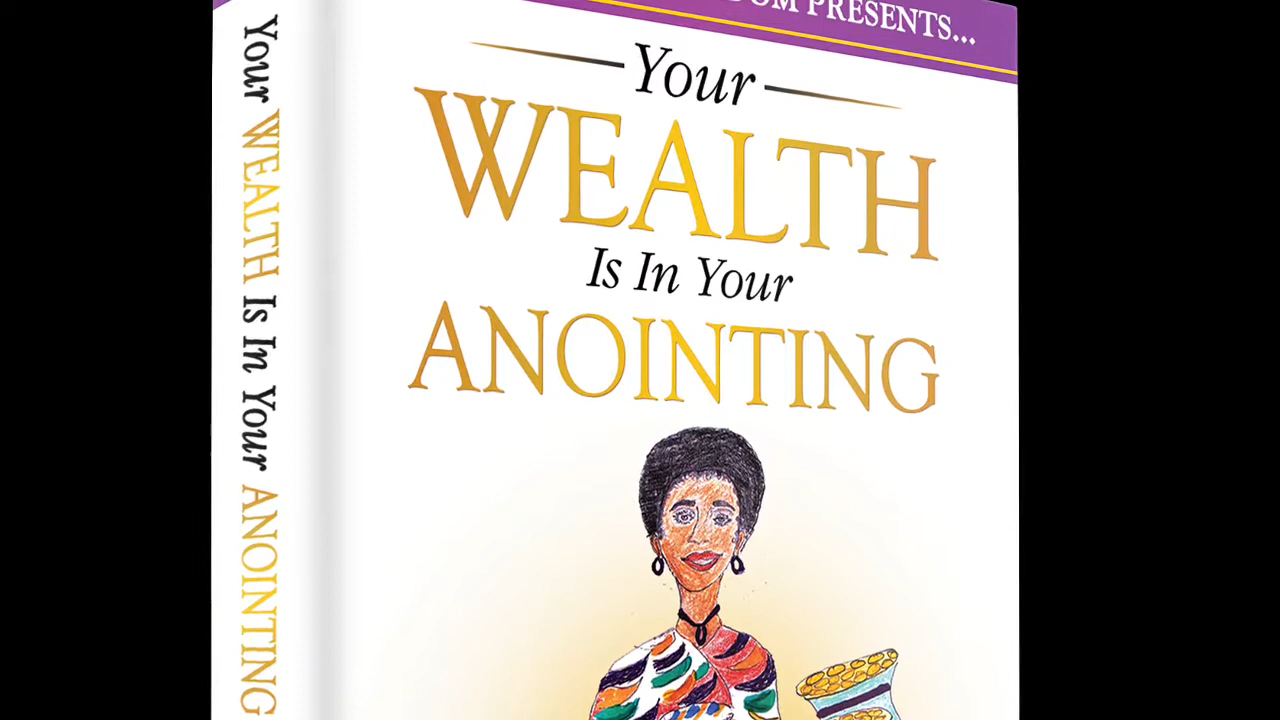 PRESENTS...
Your
WEALTH
Is In Your
ANOINTING
Your WEALTH Is In Your ANOINTING